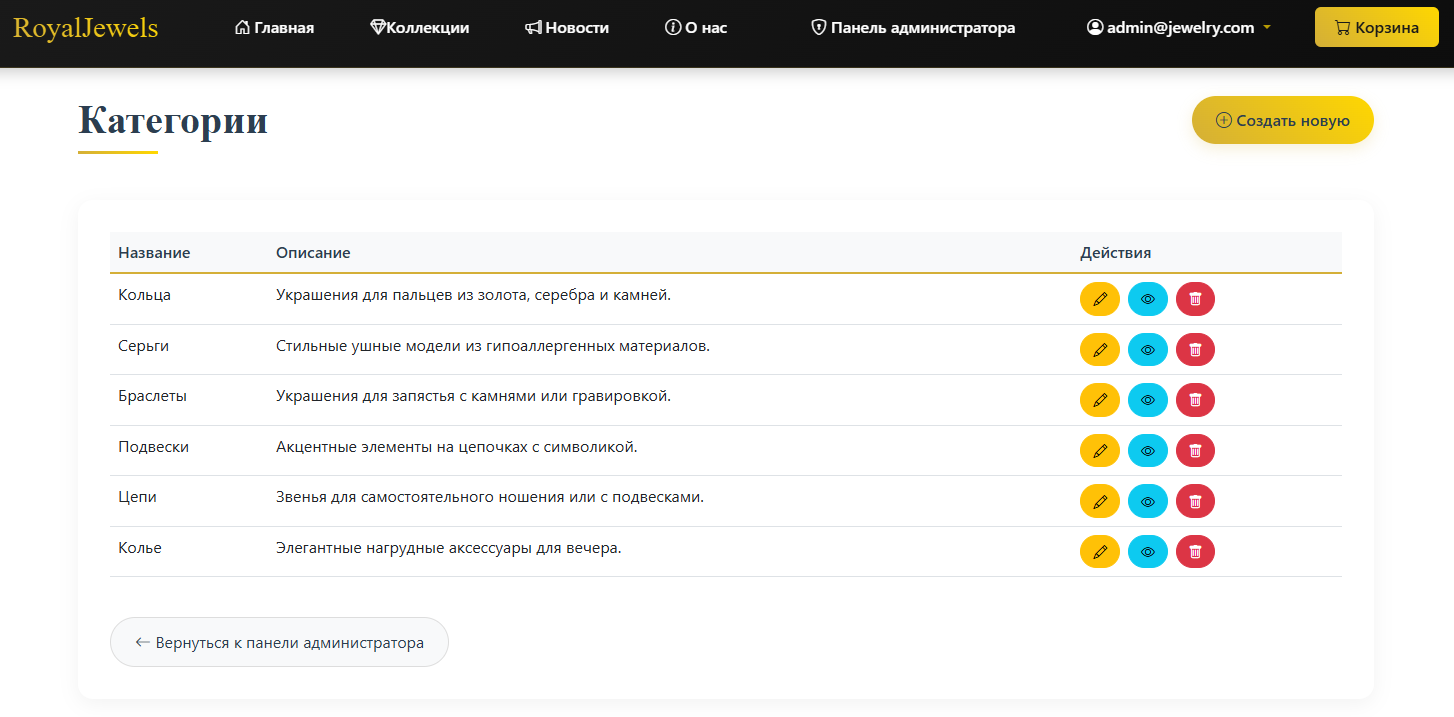 RoyalJewels Главная Коллекции Новости О нас Панель администратора admin@jewelry.com Корзина
Категории Создать новую
Название Описание Действия
Кольца Украшения для пальцев из золота, серебра и камней.
Серьги Стильные ушные модели из гипоаллергенных материалов.
Браслеты Украшения для запястья с камнями или гравировкой.
Подвески Акцентные элементы на цепочках с символикой.
Цепи Звенья для самостоятельного ношения или с подвесками.
Колье Элегантные нагрудные аксессуары для вечера.
← Вернуться к панели администратора